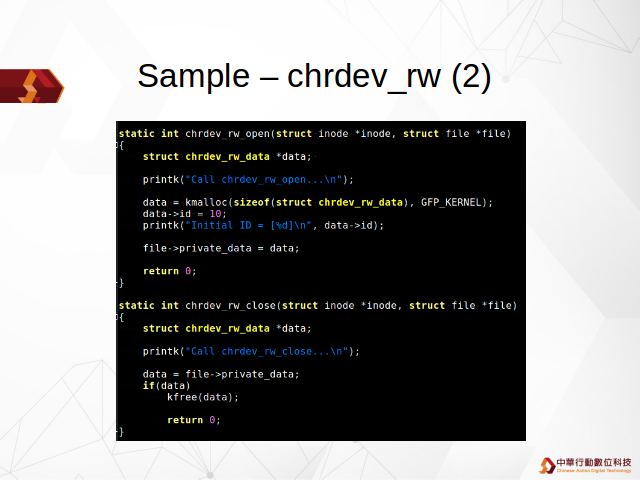 Sample – chrdev_rw (2)
static int chrdev_rw_open(struct inode *inode, struct file *file)
{
    struct chrdev_rw_data *data;
    printk("Call chrdev_rw_open...\n");
    data = kmalloc(sizeof(struct chrdev_rw_data), GFP_KERNEL);
    data->id = 10;
    printk("Initial ID = [%d]\n", data->id);
    file->private_data = data;
    return 0;
}
static int chrdev_rw_close(struct inode *inode, struct file *file)
{
    struct chrdev_rw_data *data;
    printk("Call chrdev_rw_close...\n");
    data = file->private_data;
    if(data)
        kfree(data);
        return 0;
}
中華行動數位科技
Chinese Action Digital Technology